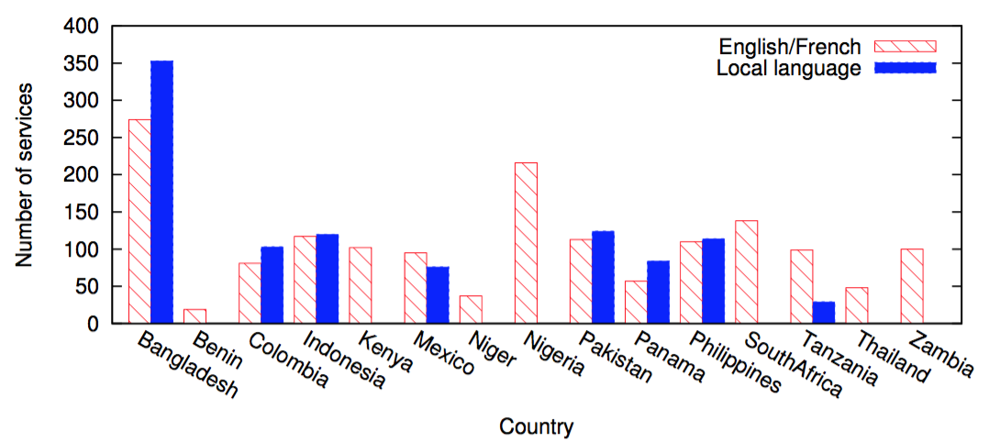 400
350
300
250
200
150
100
50
0
Number of services
English/French
Local language
Bangladesh
Benin
Colombia
Indonesia
Kenya
Mexico
Niger
Nigeria
Pakistan
Panama
Philippines
SouthAfrica
Tanzania
Thailand
Zambia
Country